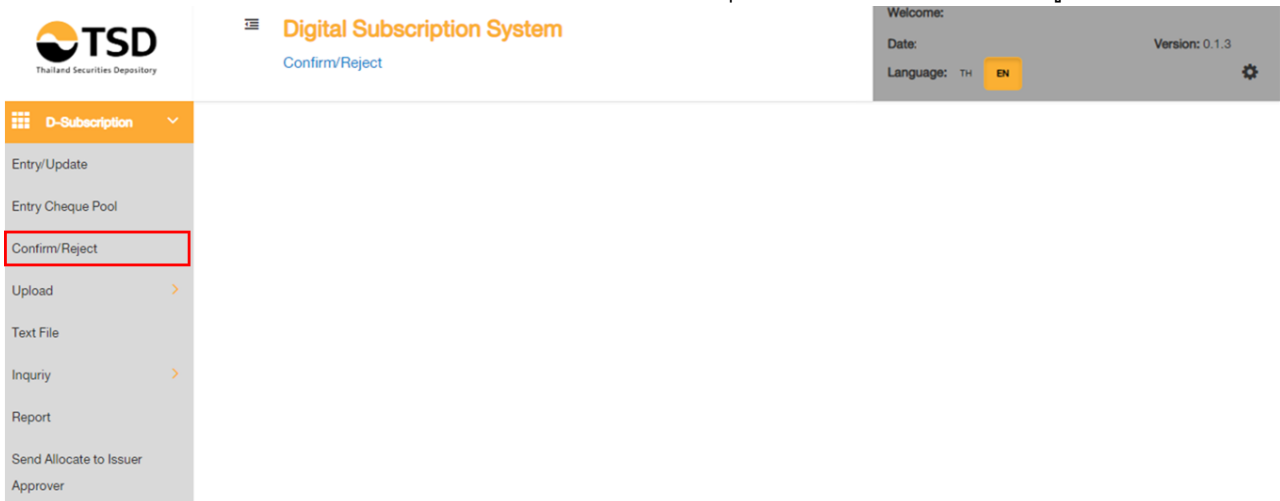 TSD
Thailand Securities Depository
Digital Subscription System
Confirm/Reject
Welcome:
Date:
Version: 0.1.3
Language: TH EN
D-Subscription
Entry/Update
Entry Cheque Pool
Confirm/Reject
Upload
Text File
Inquriy
Report
Send Allocate to Issuer
Approver